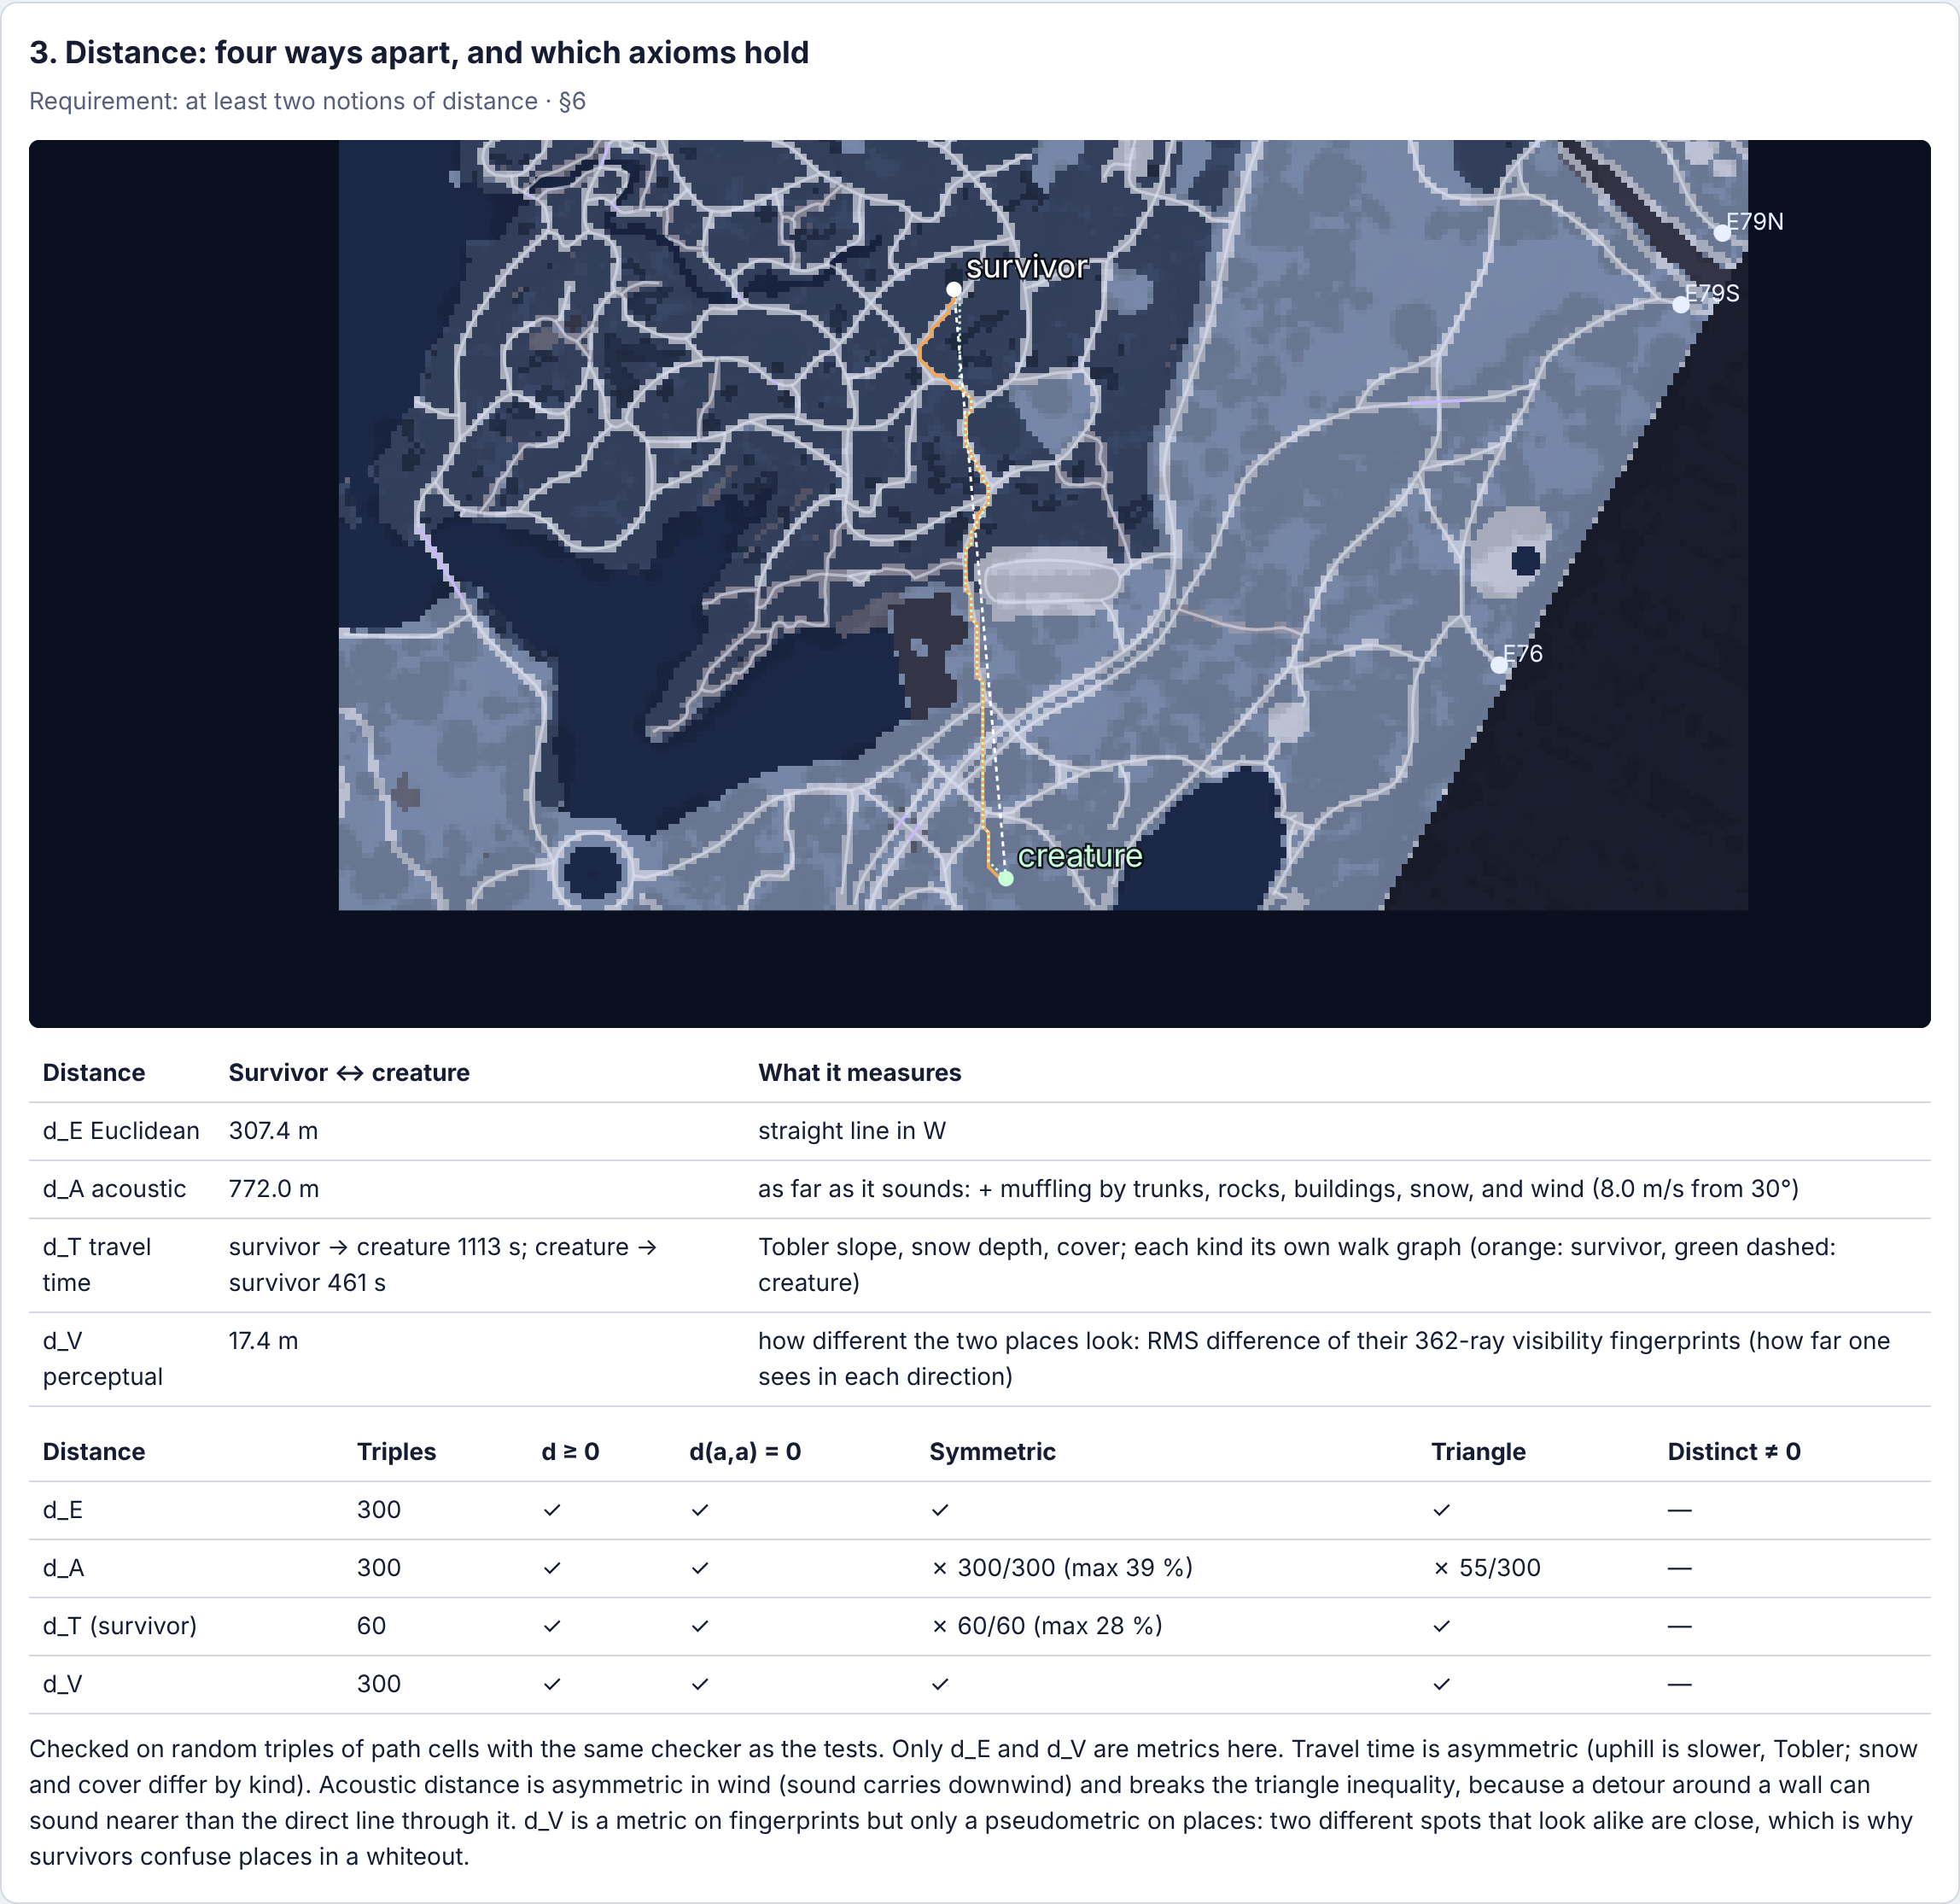 3. Distance: four ways apart, and which axioms hold
Requirement: at least two notions of distance · §6
E79N
survivor
E79S
E76
creature
Distance Survivor ↔ creature What it measures
d_E Euclidean 307.4 m straight line in W
d_A acoustic 772.0 m as far as it sounds: + muffling by trunks, rocks, buildings, snow, and wind (8.0 m/s from 30°)
d_T travel time survivor → creature 1113 s; creature → survivor 461 s Tobler slope, snow depth, cover; each kind its own walk graph (orange: survivor, green dashed: creature)
d_V perceptual 17.4 m how different the two places look: RMS difference of their 362-ray visibility fingerprints (how far one sees in each direction)
Distance Triples d ≥ 0 d(a,a) = 0 Symmetric Triangle Distinct ≠ 0
d_E 300 ✓ ✓ ✓ ✓ —
d_A 300 ✓ ✓ × 300/300 (max 39 %) × 55/300 —
d_T (survivor) 60 ✓ ✓ × 60/60 (max 28 %) ✓ —
d_V 300 ✓ ✓ ✓ ✓ —
Checked on random triples of path cells with the same checker as the tests. Only d_E and d_V are metrics here. Travel time is asymmetric (uphill is slower, Tobler; snow
and cover differ by kind). Acoustic distance is asymmetric in wind (sound carries downwind) and breaks the triangle inequality, because a detour around a wall can
sound nearer than the direct line through it. d_V is a metric on fingerprints but only a pseudometric on places: two different spots that look alike are close, which is why
survivors confuse places in a whiteout.